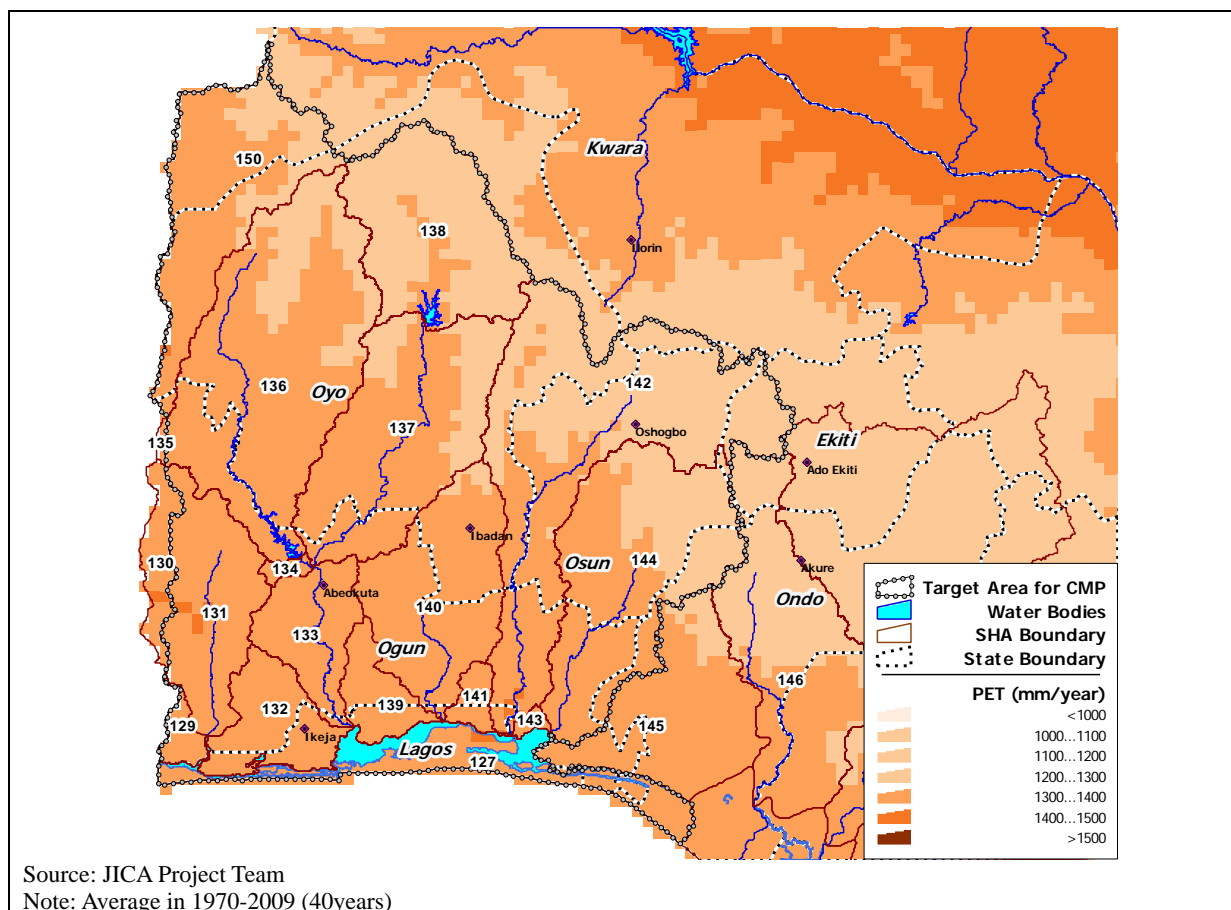 150
Kwara
138
Ilorin
136
Oyo
142
137
Oshogbo
135
Ekiti
Ado Ekiti
Ibadan
130
134
Osun
144
Akure
Abeokuta
131
140
Ondo
133
Ogun
146
132
139
141
129
143
145
Ikeja
Lagos
127
Target Area for CMP
Water Bodies
SHA Boundary
State Boundary
PET (mm/year)
<1000
1000...1100
1100...1200
1200...1300
1300...1400
1400...1500
>1500
Source: JICA Project Team
Note: Average in 1970-2009 (40years)